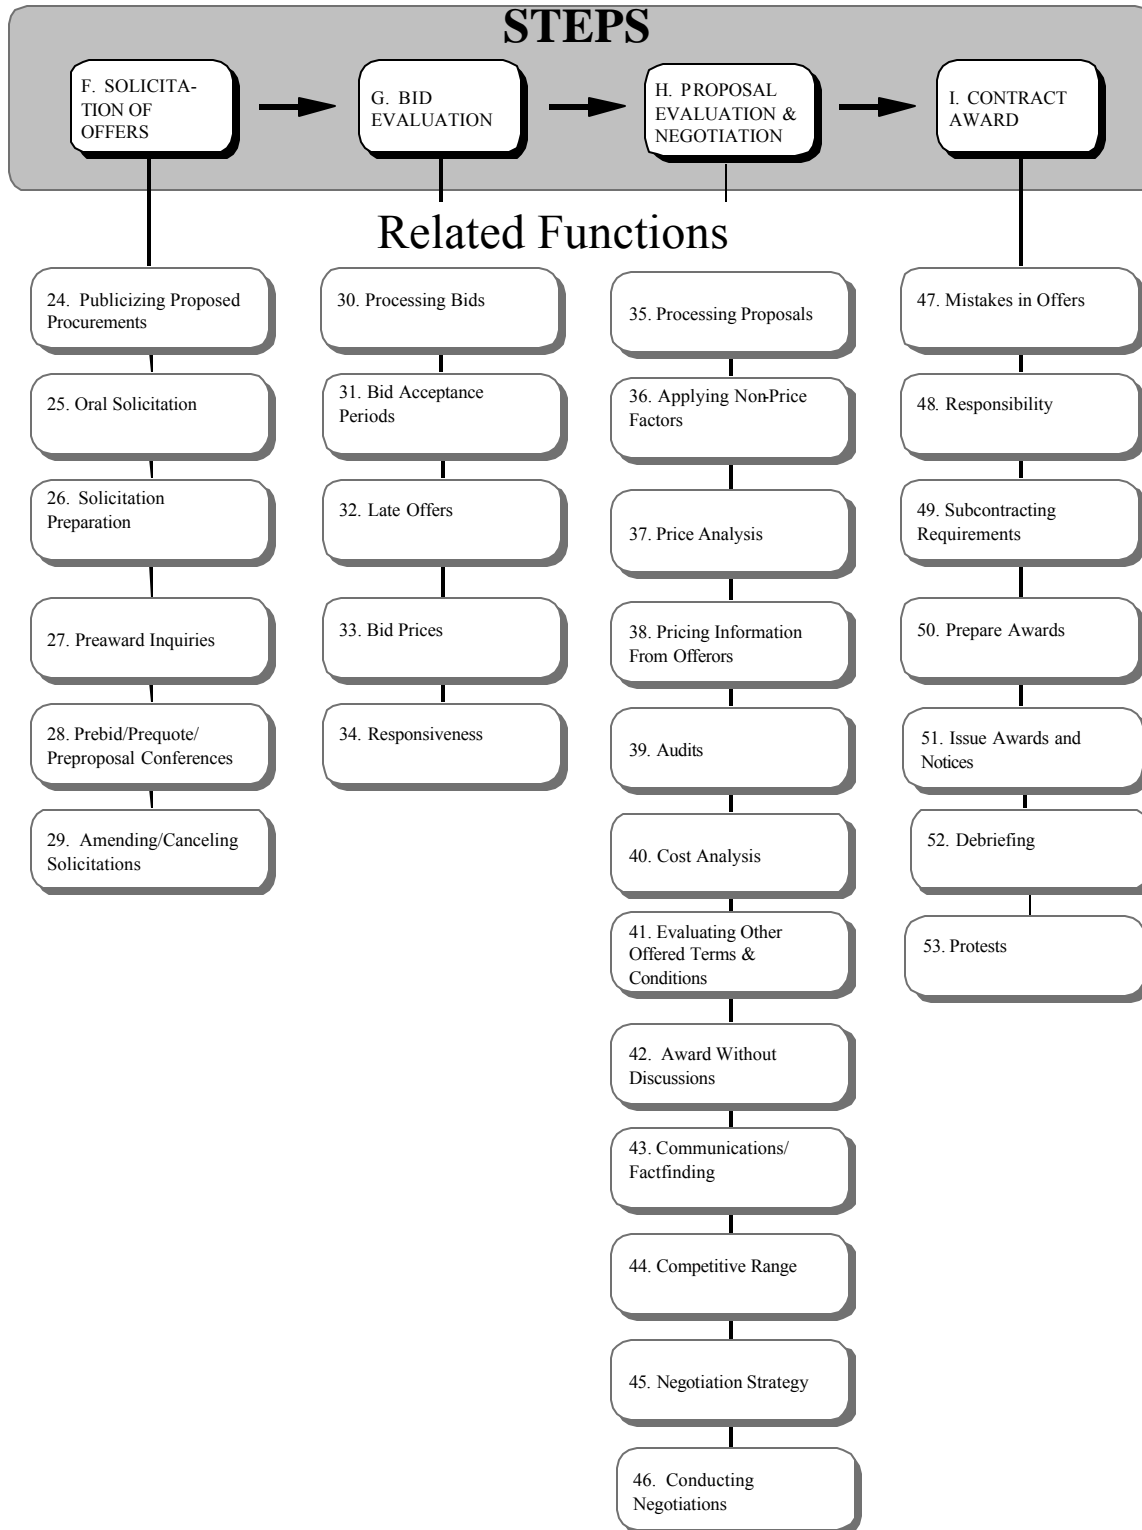 STEPS
F. SOLICITA-
TION OF
OFFERS
G. BID
EVALUATION
H. PROPOSAL
EVALUATION &
NEGOTIATION
I. CONTRACT
AWARD
Related Functions
24. Publicizing Proposed
Procurements
25. Oral Solicitation
26. Solicitation
Preparation
27. Preaward Inquiries
28. Prebid/Prequote/
Preproposal Conferences
29. Amending/Canceling
Solicitations
30. Processing Bids
31. Bid Acceptance
Periods
32. Late Offers
33. Bid Prices
34. Responsiveness
35. Processing Proposals
36. Applying Non-Price
Factors
37. Price Analysis
38. Pricing Information
From Offerors
39. Audits
40. Cost Analysis
41. Evaluating Other
Offered Terms &
Conditions
42. Award Without
Discussions
43. Communications/
Factfinding
44. Competitive Range
45. Negotiation Strategy
46. Conducting
Negotiations
47. Mistakes in Offers
48. Responsibility
49. Subcontracting
Requirements
50. Prepare Awards
51. Issue Awards and
Notices
52. Debriefing
53. Protests